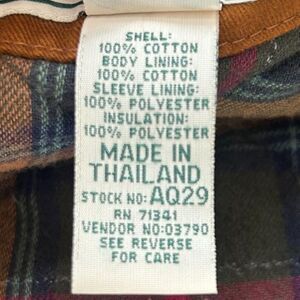 SHELL:
100% COTTON
BODY LINING:
100% COTTON
SLEEVE LINING:
100% POLYESTER
INSULATION:
100% POLYESTER
MADE IN
THAILAND
STOCK NO: AQ29
RN 71341
VENDOR NO: 03790
SEE REVERSE
FOR CARE